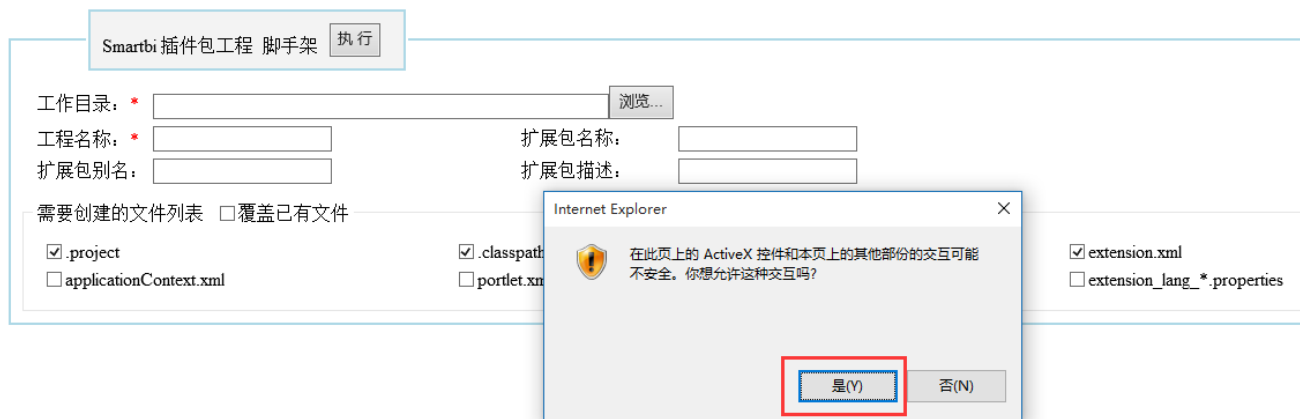 Smartbi 插件包工程 脚手架 执行
工作目录：* 浏览...
工程名称：* 扩展包名称：
扩展包别名： 扩展包描述：
需要创建的文件列表 覆盖已有文件
.project .classpath extension.xml
applicationContext.xml extension_lang_*.properties
Internet Explorer
在此页上的 ActiveX 控件和本页上的其他部份的交互可能
不安全。你想允许这种交互吗?
是(Y) 否(N)